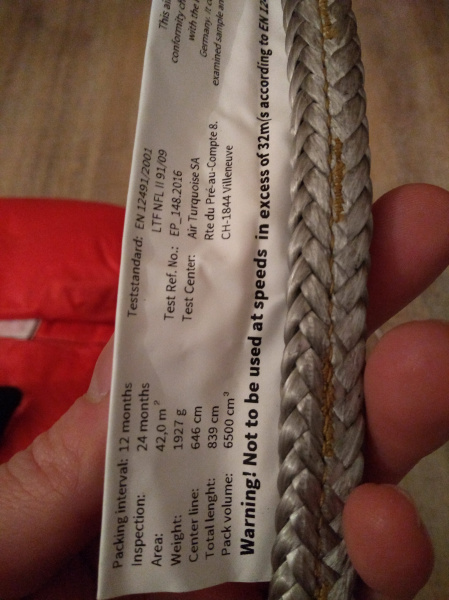 This
conformity
with the
Germany. It
examined sample
Teststandard: EN 12491/2001
LTF NFL II 91/09
Test Ref. No.: EP_148.2016
Test Center: Air Turquoise SA
Rte du Pré-au-Compte 8.
CH-1844 Villeneuve
Packing interval: 12 months
Inspection: 24 months
Area: 42,0 m²
Weight: 1927 g
Center line: 646 cm
Total lenght: 839 cm
Pack volume: 6500 cm³
Warning! Not to be used at speeds in excess of 32m(s according to EN